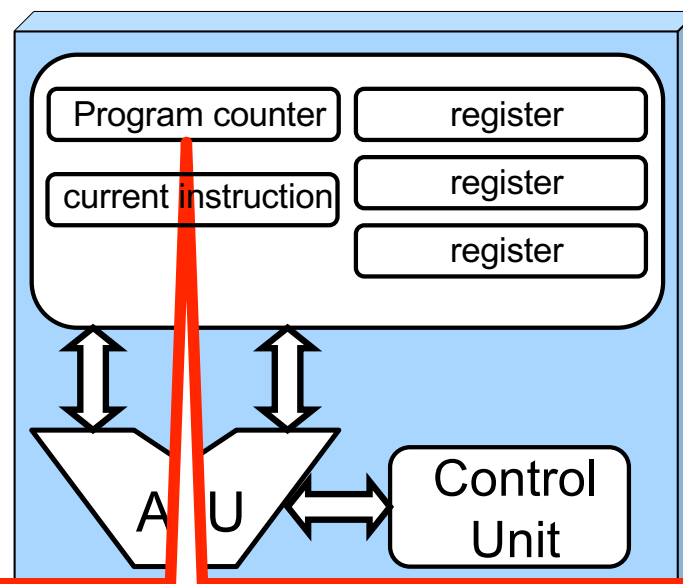 Program counter
register
current instruction
register
register
A U
Control
Unit